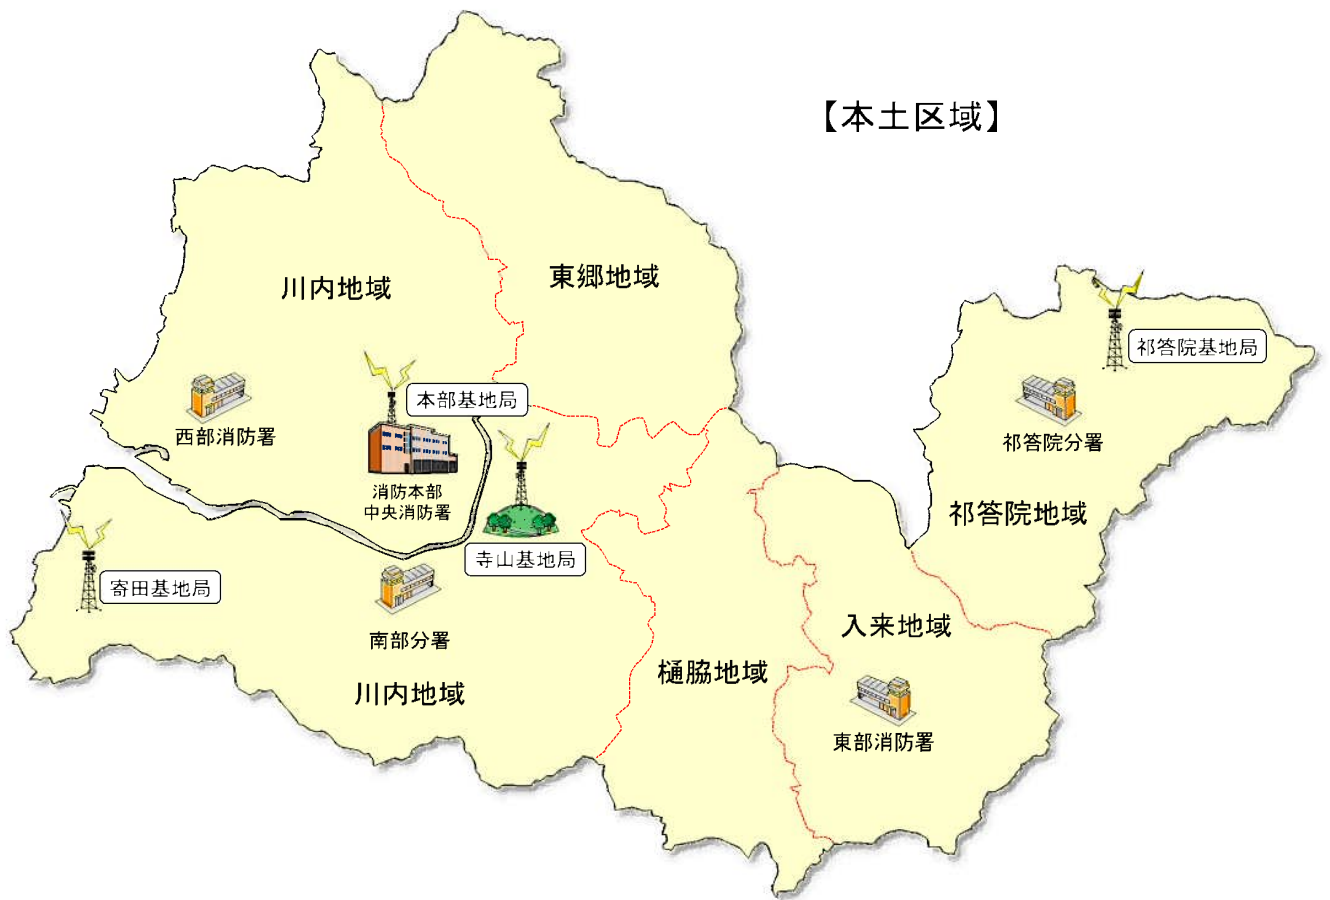 【本土区域】
東郷地域
川内地域
祁答院基地局
本部基地局
西部消防署
祁答院分署
消防本部
中央消防署
祁答院地域
寺山基地局
寄田基地局
入来地域
南部分署
樋脇地域
川内地域
東部消防署